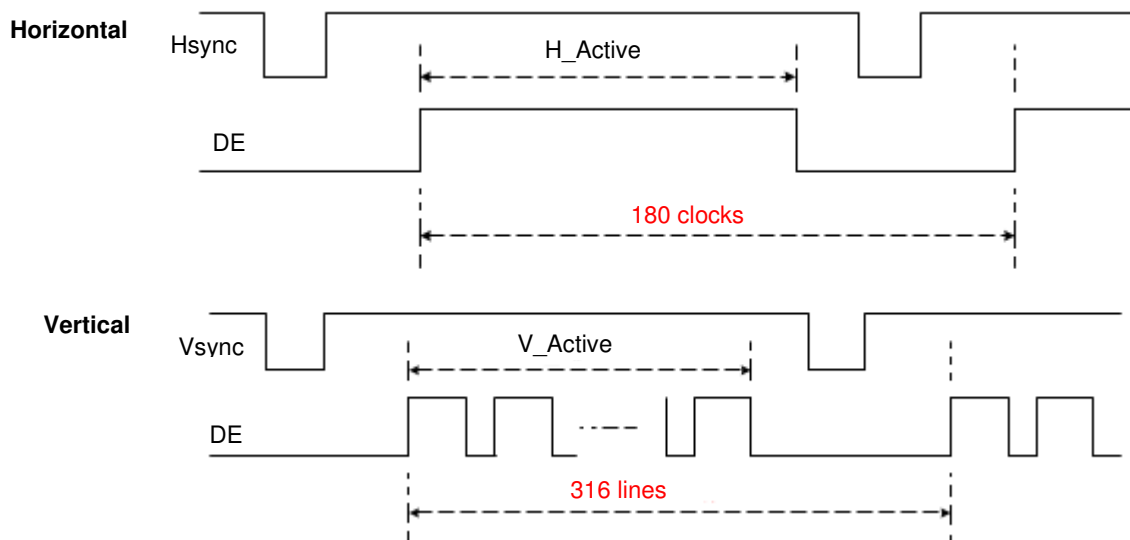 Horizontal
Hsync
H_Active
DE
180 clocks
Vertical
Vsync
V_Active
DE
316 lines